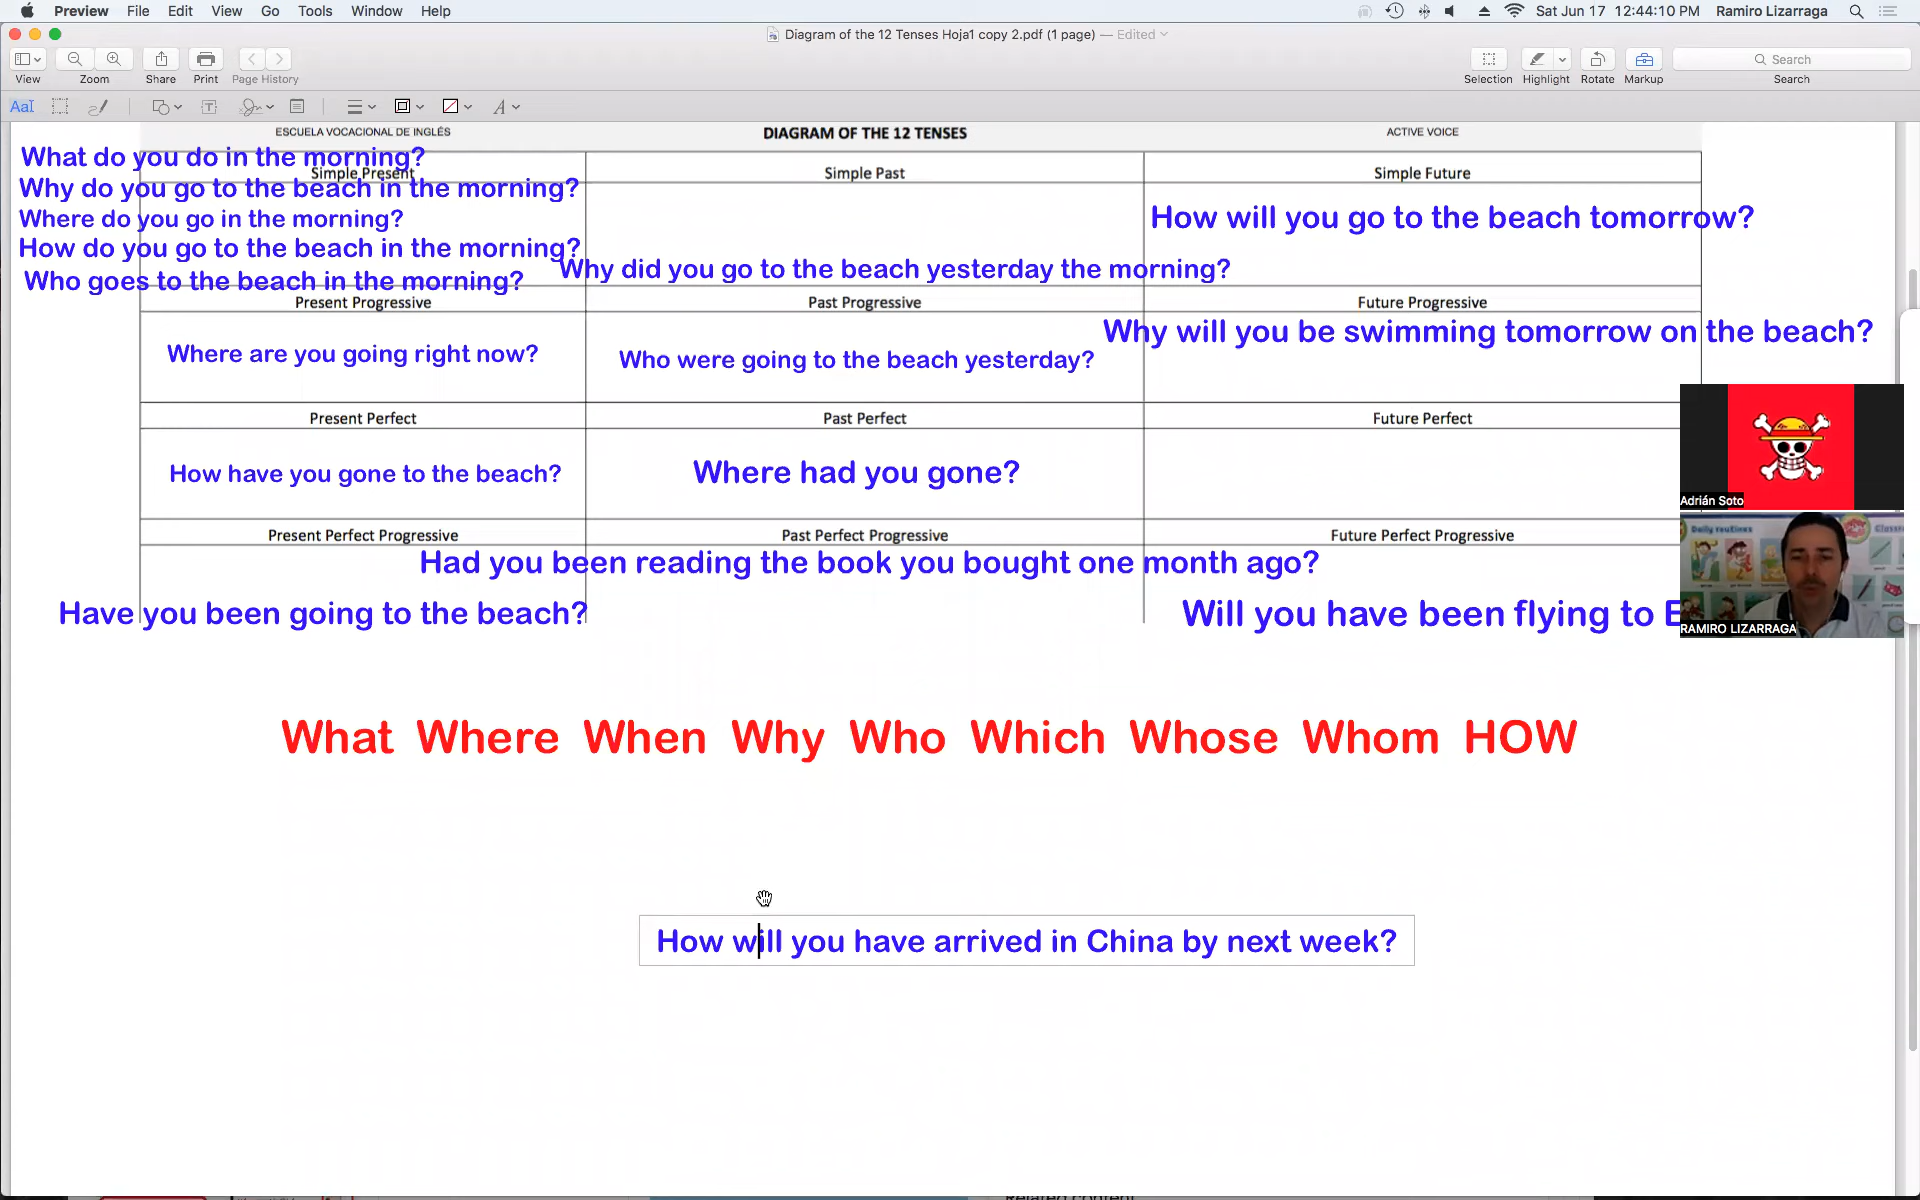 Preview File Edit View Go Tools Window Help Sat Jun 17 12:44:10 PM Ramiro Lizarraga
Diagram of the 12 Tenses Hoja1 copy 2.pdf (1 page) — Edited
View Zoom Share Print Page History Selection Highlight Rotate Markup Search
Search
AaI T A
ESCUELA VOCACIONAL DE INGLÉS DIAGRAM OF THE 12 TENSES ACTIVE VOICE
What do you do in the morning?
Simple Present Simple Past Simple Future
Why do you go to the beach in the morning?
Where do you go in the morning?
How will you go to the beach tomorrow?
How do you go to the beach in the morning?
Why did you go to the beach yesterday the morning?
Who goes to the beach in the morning?
Present Progressive Past Progressive Future Progressive
Why will you be swimming tomorrow on the beach?
Where are you going right now? Who were going to the beach yesterday?
Present Perfect Past Perfect Future Perfect
How have you gone to the beach? Where had you gone?
Adrián Soto
Daily routines
Present Perfect Progressive Past Perfect Progressive Future Perfect Progressive
Had you been reading the book you bought one month ago?
Have you been going to the beach? Will you have been flying to
RAMIRO LIZARRAGA
What Where When Why Who Which Whose Whom HOW
How will you have arrived in China by next week?